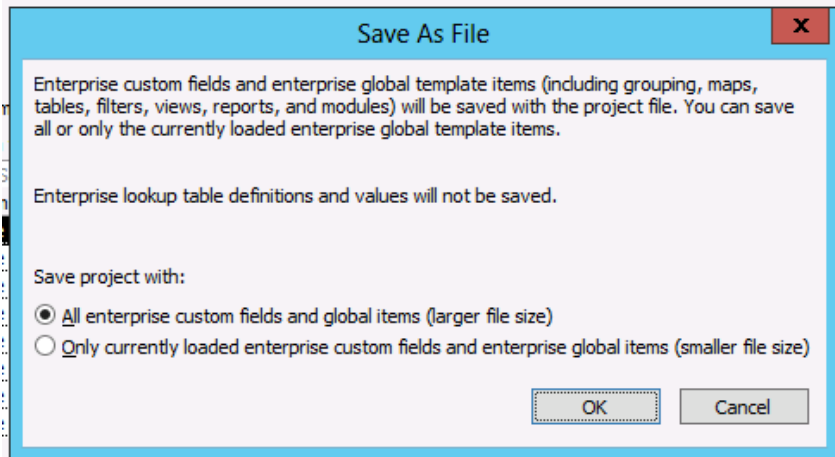 Save As File
x
Enterprise custom fields and enterprise global template items (including grouping, maps,
tables, filters, views, reports, and modules) will be saved with the project file. You can save
all or only the currently loaded enterprise global template items.
Enterprise lookup table definitions and values will not be saved.
Save project with:
All enterprise custom fields and global items (larger file size)
Only currently loaded enterprise custom fields and enterprise global items (smaller file size)
OK Cancel